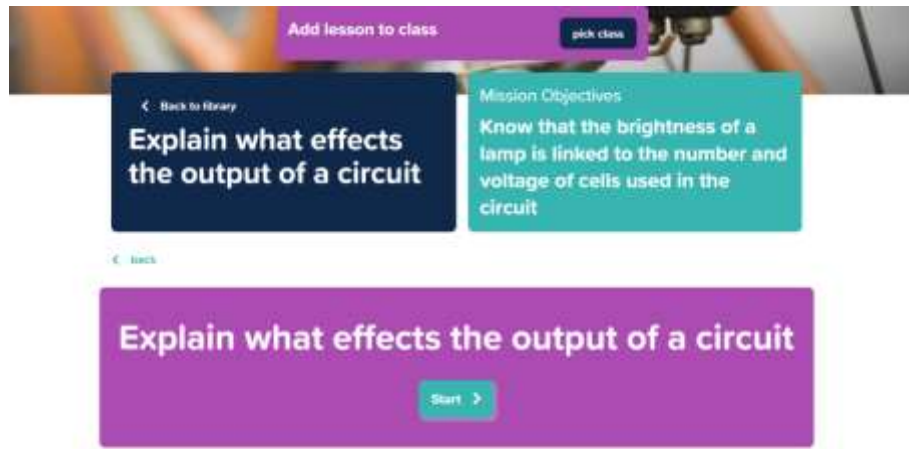 Add lesson to class
pick class
Back to library
Explain what effects
the output of a circuit
Mission Objectives
Know that the brightness of a
lamp is linked to the number and
voltage of cells used in the
circuit
back
Explain what effects the output of a circuit
Start